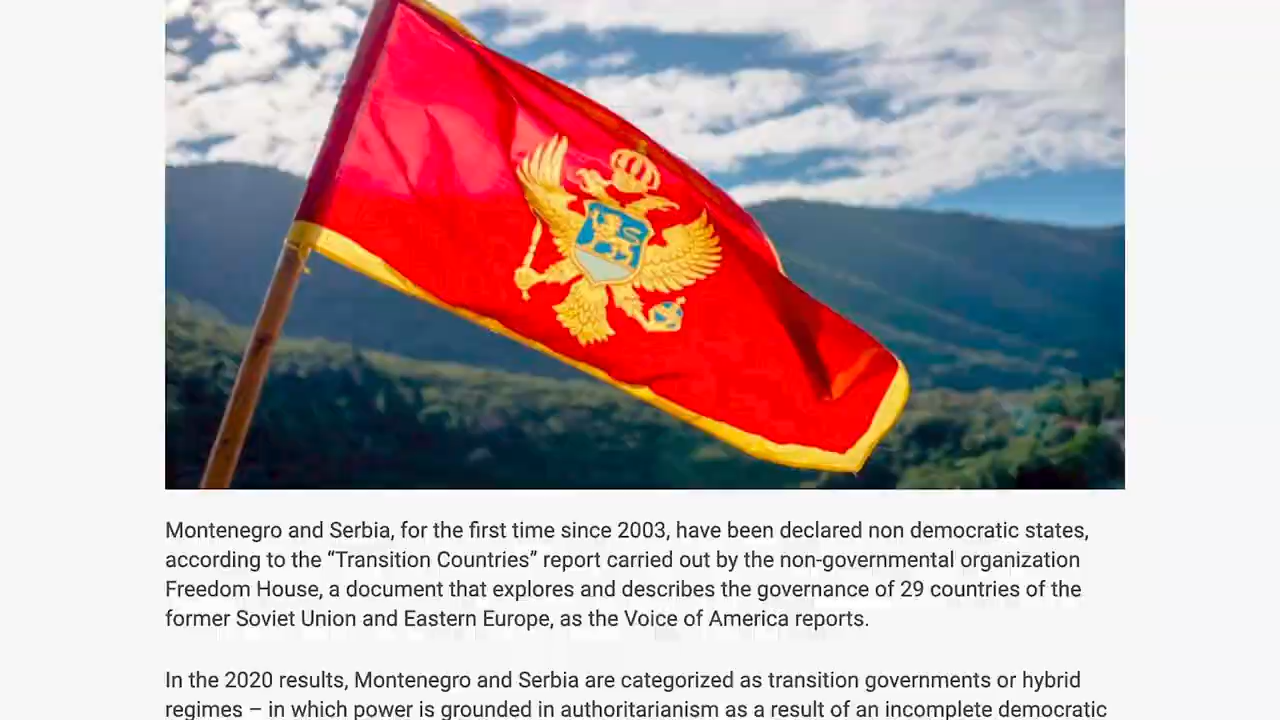 Montenegro and Serbia, for the first time since 2003, have been declared non democratic states,
according to the “Transition Countries” report carried out by the non-governmental organization
Freedom House, a document that explores and describes the governance of 29 countries of the
former Soviet Union and Eastern Europe, as the Voice of America reports.
In the 2020 results, Montenegro and Serbia are categorized as transition governments or hybrid
regimes – in which power is grounded in authoritarianism as a result of an incomplete democratic